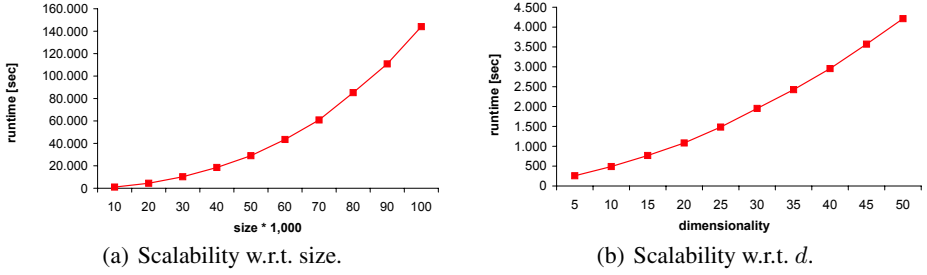 160.000
140.000
120.000
100.000
80.000
60.000
40.000
20.000
0
runtime [sec]
10 20 30 40 50 60 70 80 90 100
size * 1,000
(a) Scalability w.r.t. size.
4.500
4.000
3.500
3.000
2.500
2.000
1.500
1.000
500
0
runtime [sec]
5 10 15 20 25 30 35 40 45 50
dimensionality
(b) Scalability w.r.t. d.